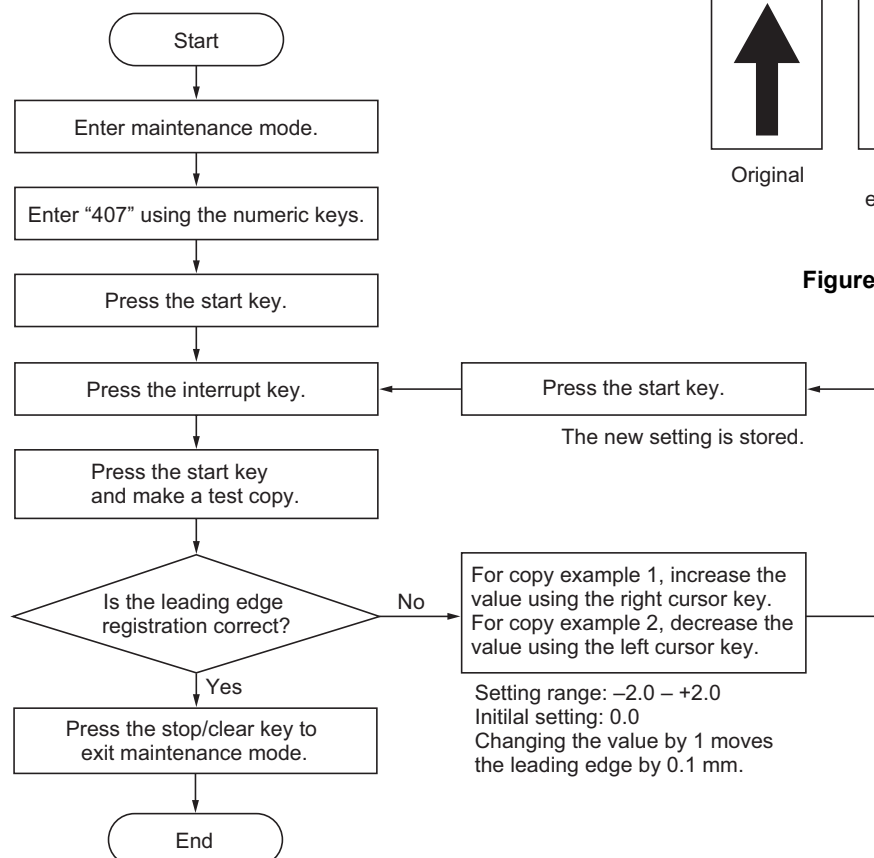 Start
Enter maintenance mode.
Enter “407” using the numeric keys.
Press the start key.
Press the interrupt key.
Press the start key
and make a test copy.
Is the leading edge
registration correct?
No
Yes
Press the stop/clear key to
exit maintenance mode.
End
Press the start key.
The new setting is stored.
For copy example 1, increase the
value using the right cursor key.
For copy example 2, decrease the
value using the left cursor key.
Setting range: –2.0 – +2.0
Initilal setting: 0.0
Changing the value by 1 moves
the leading edge by 0.1 mm.
Original
Figure